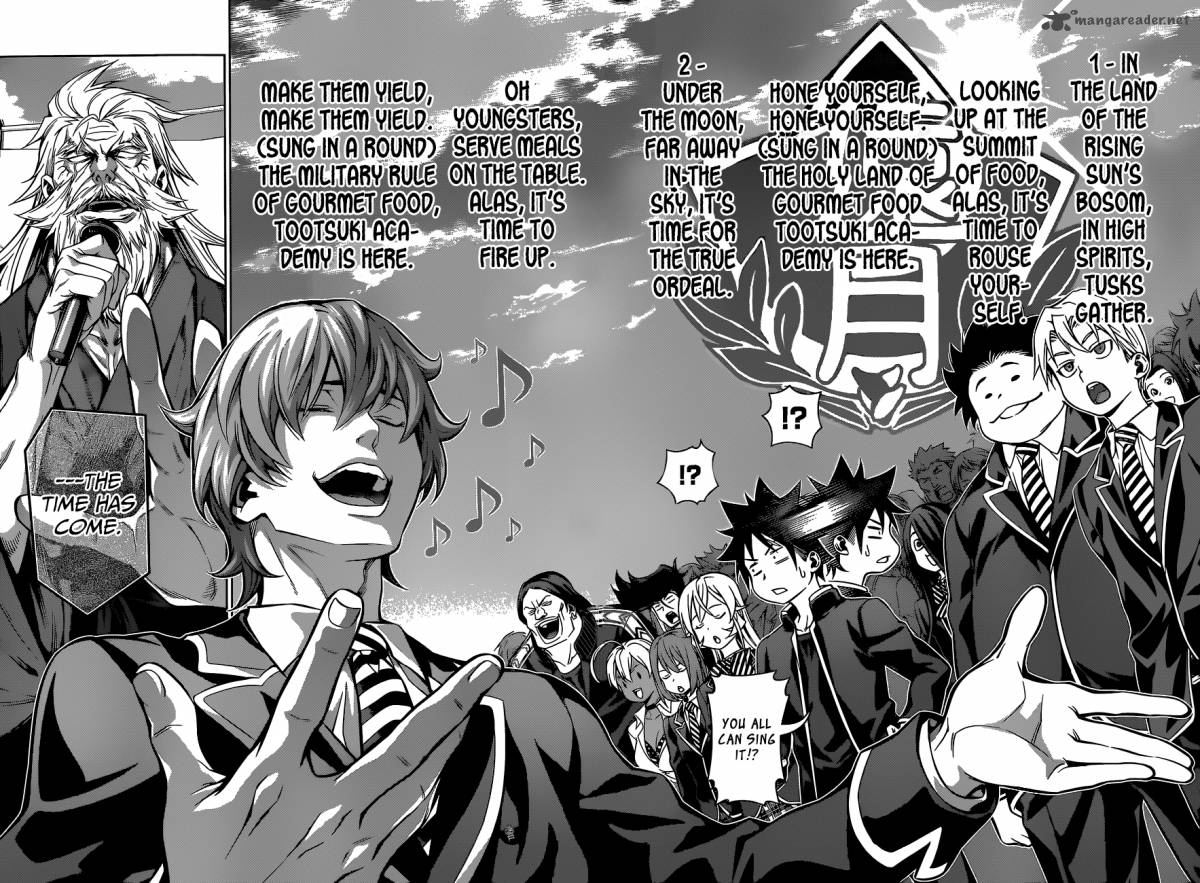 mangareader.net
1 - IN
THE LAND
OF THE
RISING
SUN'S
BOSOM,
IN HIGH
SPIRITS,
TUSKS
GATHER.
LOOKING
UP AT THE
SUMMIT
OF FOOD,
ALAS, IT'S
TIME TO
ROUSE
YOUR-
SELF.
HONE YOURSELF,
HONE YOURSELF.
(SUNG IN A ROUND)
THE HOLY LAND OF
GOURMET FOOD
TOOTSUKI ACA-
DEMY IS HERE.
2 -
UNDER
THE MOON,
FAR AWAY
IN THE
SKY, IT'S
TIME FOR
THE TRUE
ORDEAL.
OH
YOUNGSTERS,
SERVE MEALS
ON THE TABLE.
ALAS, IT'S
TIME TO
FIRE UP.
MAKE THEM YIELD,
MAKE THEM YIELD.
(SUNG IN A ROUND)
THE MILITARY RULE
OF GOURMET FOOD,
TOOTSUKI ACA-
DEMY IS HERE.
!?
!?
YOU ALL
CAN SING
IT!?
---THE
TIME HAS
COME.